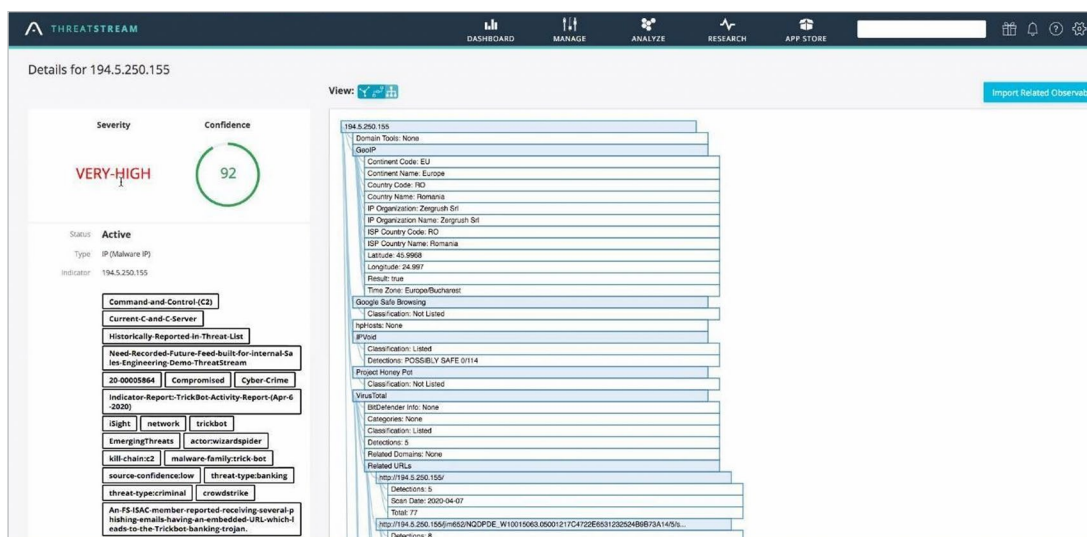 THREATSTREAM
DASHBOARD
MANAGE
ANALYZE
RESEARCH
APP STORE
Details for 194.5.250.155
View:
Import Related Observab
Severity
Confidence
VERY-HIGH
92
Status Active
Type IP (Malware IP)
Indicator 194.5.250.155
Command-and-Control-(C2)
Current-C-and-C-Server
Historically-Reported-in-Threat-List
Need-Recorded-Future-Feed-built-for-internal-Sa
les-Engineering-Demo-ThreatStream
20-00005864 Compromised Cyber-Crime
Indicator-Report:-TrickBot-Activity-Report-(Apr-6
-2020)
iSight network trickbot
EmergingThreats actor:wizardspider
kill-chain:c2 malware-family:trick-bot
source-confidence:low threat-type:banking
threat-type:criminal crowdstrike
An-FS-ISAC-member-reported-receiving-several-p
hishing-emails-having-an-embedded-URL-which-l
eads-to-the-Trickbot-banking-trojan.
194.5.250.155
Domain Tools: None
GeoIP
Continent Code: EU
Continent Name: Europe
Country Code: RO
Country Name: Romania
IP Organization: Zergrush Srl
IP Organization Name: Zergrush Srl
ISP Country Code: RO
ISP Country Name: Romania
Latitude: 45.9968
Longitude: 24.997
Result: true
Time Zone: Europe/Bucharest
Google Safe Browsing
Classification: Not Listed
hpHosts: None
IPVoid
Classification: Listed
Detections: POSSIBLY SAFE 0/114
Project Honey Pot
Classification: Not Listed
VirusTotal
BitDefender Info: None
Categories: None
Classification: Listed
Detections: 5
Related Domains: None
Related URLs
http://194.5.250.155/
Detections: 5
Scan Date: 2020-04-07
Total: 77
Detections: 8